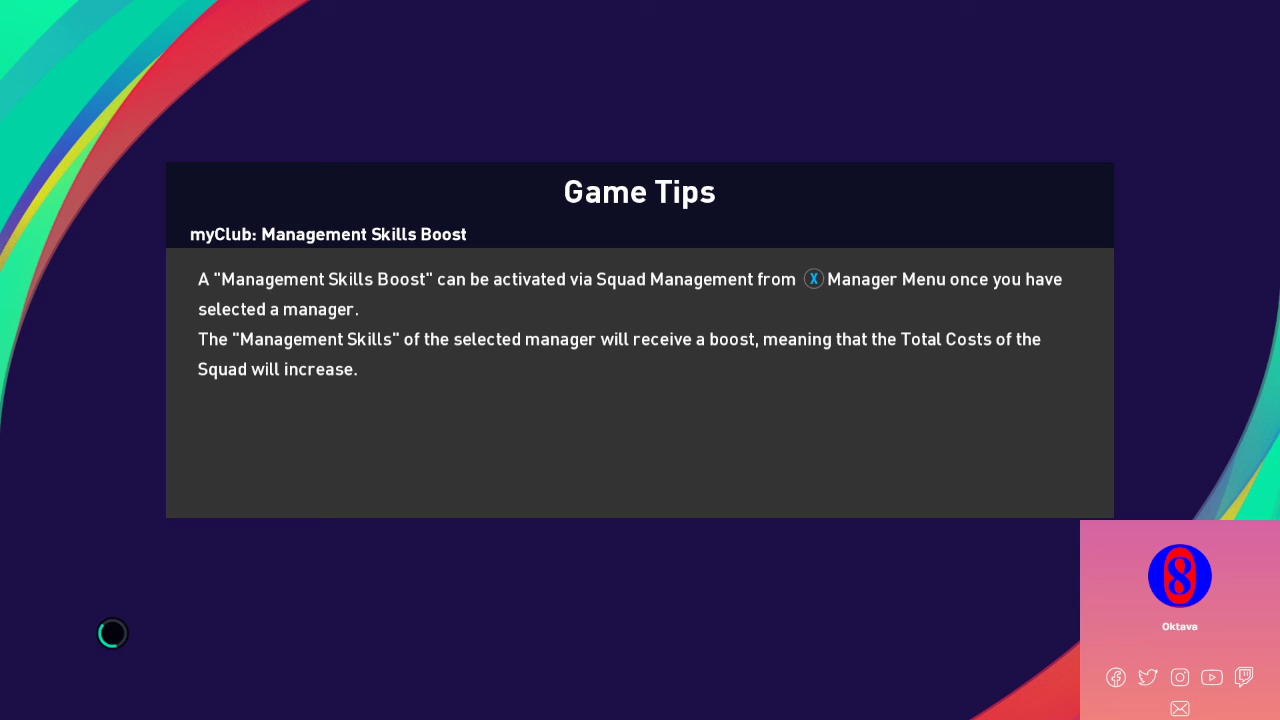 Game Tips
myClub: Management Skills Boost
A "Management Skills Boost" can be activated via Squad Management from X Manager Menu once you have
selected a manager.
The "Management Skills" of the selected manager will receive a boost, meaning that the Total Costs of the
Squad will increase.
8
Oktava